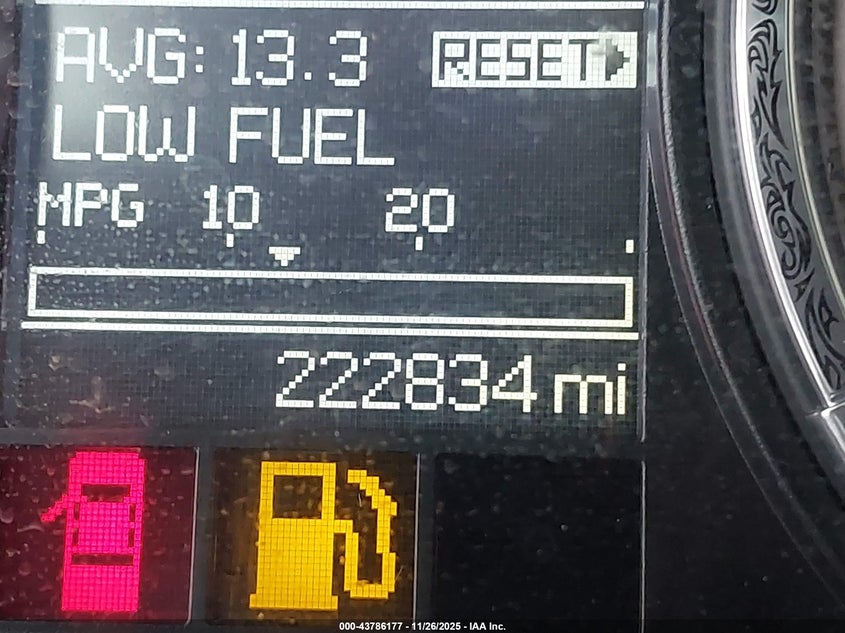 AVG: 13.3 RESET
LOW FUEL
MPG 10 20
222834 mi
000-43786177 - 11/26/2025 - IAA Inc.